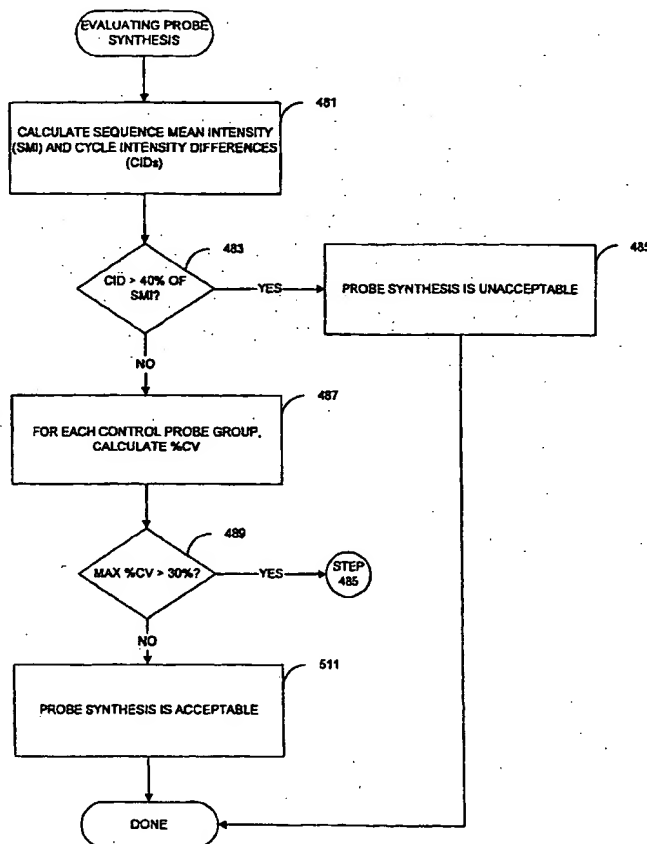 EVALUATING PROBE
SYNTHESIS
481
CALCULATE SEQUENCE MEAN INTENSITY
(SMI) AND CYCLE INTENSITY DIFFERENCES
(CIDs)
483
CID > 40% OF
SMI?
YES
485
PROBE SYNTHESIS IS UNACCEPTABLE
NO
487
FOR EACH CONTROL PROBE GROUP,
CALCULATE %CV
489
MAX %CV > 30%?
YES
STEP
485
NO
511
PROBE SYNTHESIS IS ACCEPTABLE
DONE